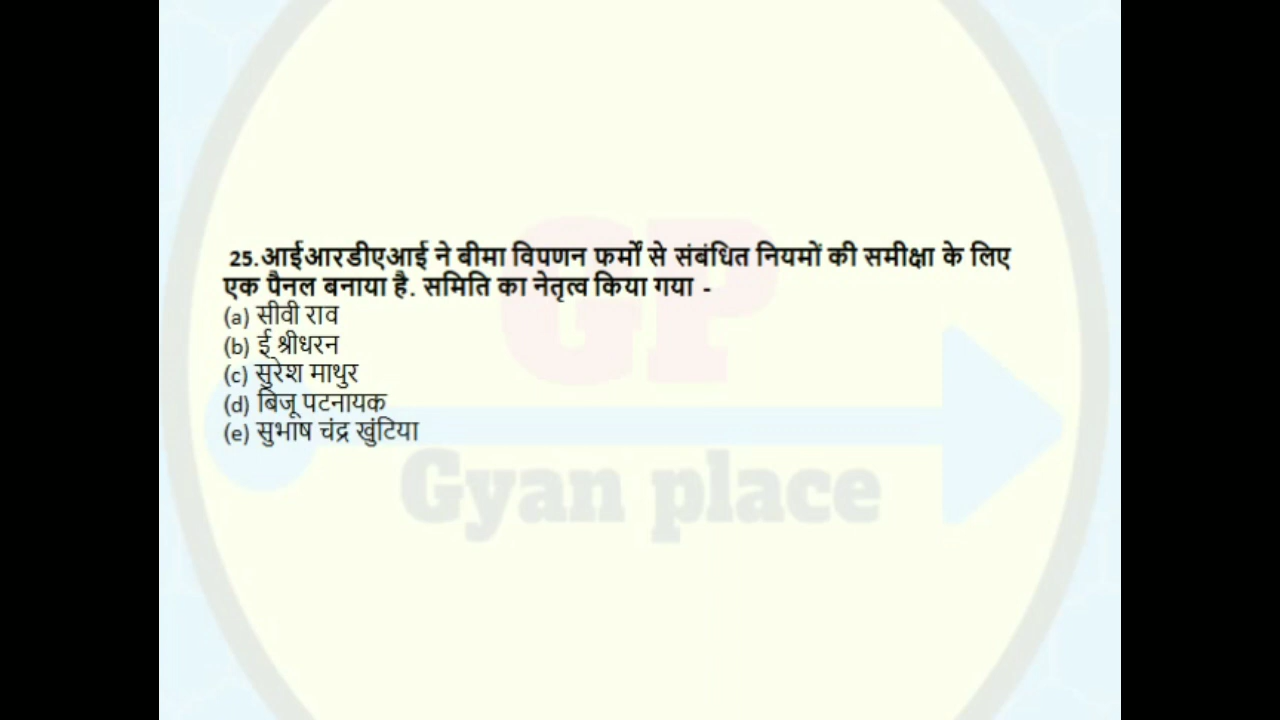 25.आईआरडीएआई ने बीमा विपणन फर्मों से संबंधित नियमों की समीक्षा के लिए
एक पैनल बनाया है. समिति का नेतृत्व किया गया -
(a) सीवी राव
(b) ई श्रीधरन
(c) सुरेश माथुर
(d) बिजू पटनायक
(e) सुभाष चंद्र खुंटिया
GP
Gyan place